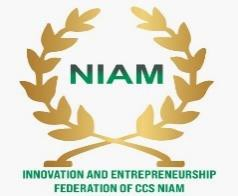 NIAM
INNOVATION AND ENTREPRENEURSHIP
FEDERATION OF CCS NIAM